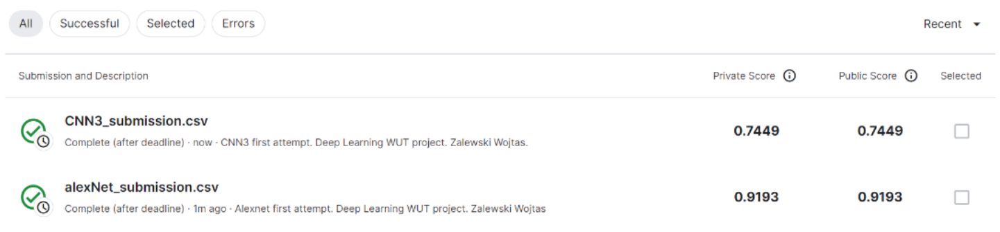 All Successful Selected Errors Recent
Submission and Description Private Score Public Score Selected
CNN3_submission.csv
0.7449 0.7449
Complete (after deadline) · now · CNN3 first attempt. Deep Learning WUT project. Zalewski Wojtas.
alexNet_submission.csv
0.9193 0.9193
Complete (after deadline) · 1m ago · Alexnet first attempt. Deep Learning WUT project. Zalewski Wojtas